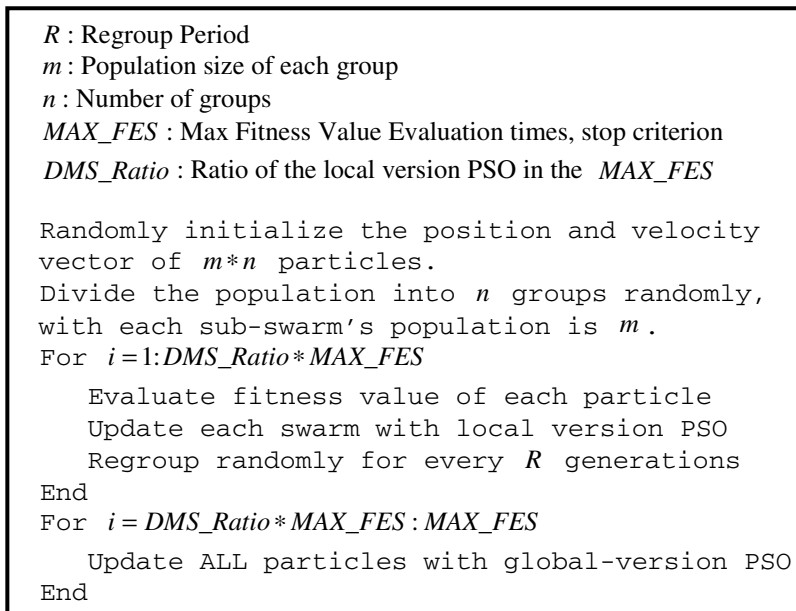 R : Regroup Period
m : Population size of each group
n : Number of groups
MAX_FES : Max Fitness Value Evaluation times, stop criterion
DMS_Ratio : Ratio of the local version PSO in the MAX_FES
Randomly initialize the position and velocity
vector of m*n particles.
Divide the population into n groups randomly,
with each sub-swarm's population is m.
For i=1:DMS_Ratio*MAX_FES
Evaluate fitness value of each particle
Update each swarm with local version PSO
Regroup randomly for every R generations
End
For i=DMS_Ratio*MAX_FES:MAX_FES
Update ALL particles with global-version PSO
End